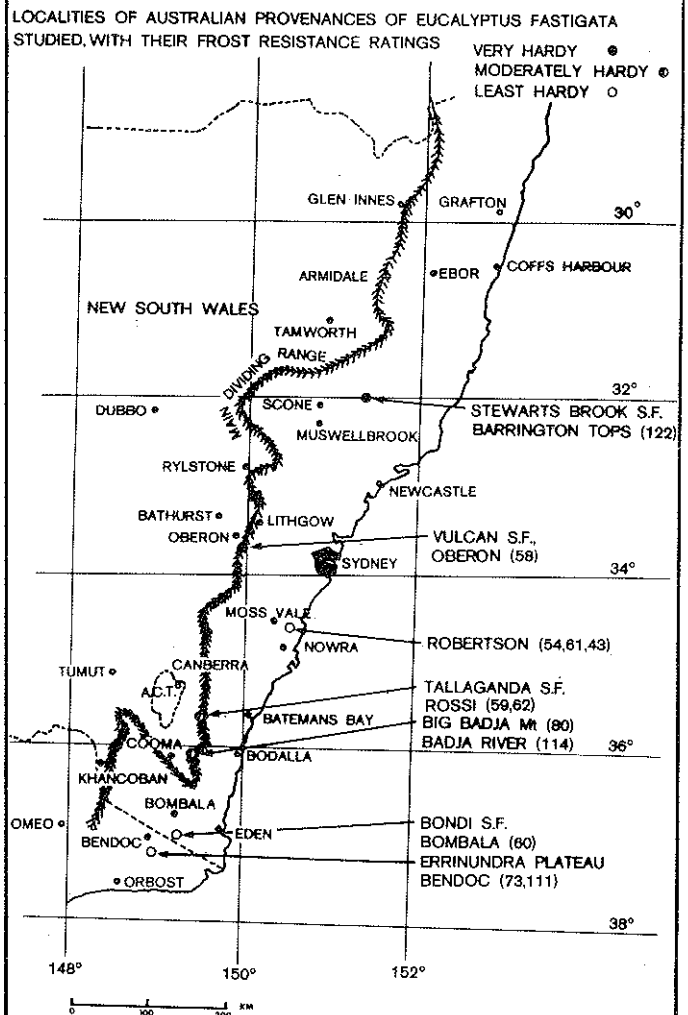 LOCALITIES OF AUSTRALIAN PROVENANCES OF EUCALYPTUS FASTIGATA
STUDIED, WITH THEIR FROST RESISTANCE RATINGS
VERY HARDY
MODERATELY HARDY
LEAST HARDY
GLEN INNES
GRAFTON
30°
ARMIDALE
EBOR
COFFS HARBOUR
NEW SOUTH WALES
TAMWORTH
MAIN DIVIDING RANGE
32°
DUBBO
SCONE
STEWARTS BROOK S.F.
BARRINGTON TOPS (122)
MUSWELLBROOK
RYLSTONE
NEWCASTLE
BATHURST
LITHGOW
OBERON
VULCAN S.F.,
OBERON (58)
SYDNEY
34°
MOSS VALE
ROBERTSON (54,61,43)
NOWRA
CANBERRA
TUMUT
A.C.T.
TALLAGANDA S.F.
ROSSI (59,62)
BATEMANS BAY
BIG BADJA Mt (80)
BADJA RIVER (114)
36°
COOMA
BODALLA
KHANCOBAN
BOMBALA
OMEO
EDEN
BONDI S.F.
BOMBALA (60)
BENDOC
ERRINUNDRA PLATEAU
BENDOC (73,111)
ORBOST
38°
148°
150°
152°
0 100 200 KM